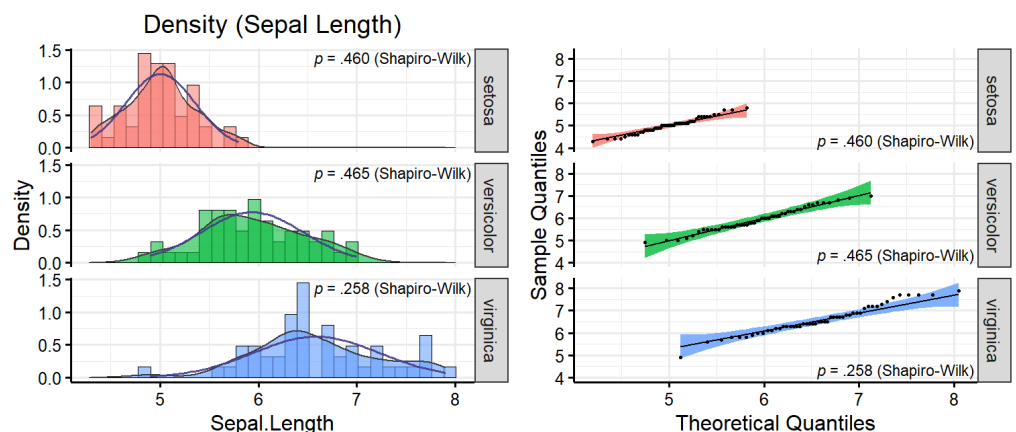 Density (Sepal Length)
Density
1.5
1.0
0.5
0.0
p = .460 (Shapiro-Wilk)
setosa
1.5
1.0
0.5
0.0
p = .465 (Shapiro-Wilk)
versicolor
1.5
1.0
0.5
0.0
p = .258 (Shapiro-Wilk)
virginica
5 6 7 8
Sepal.Length
Sample Quantiles
8
7
6
5
4
p = .460 (Shapiro-Wilk)
setosa
8
7
6
5
4
p = .465 (Shapiro-Wilk)
versicolor
8
7
6
5
4
p = .258 (Shapiro-Wilk)
virginica
5 6 7 8
Theoretical Quantiles